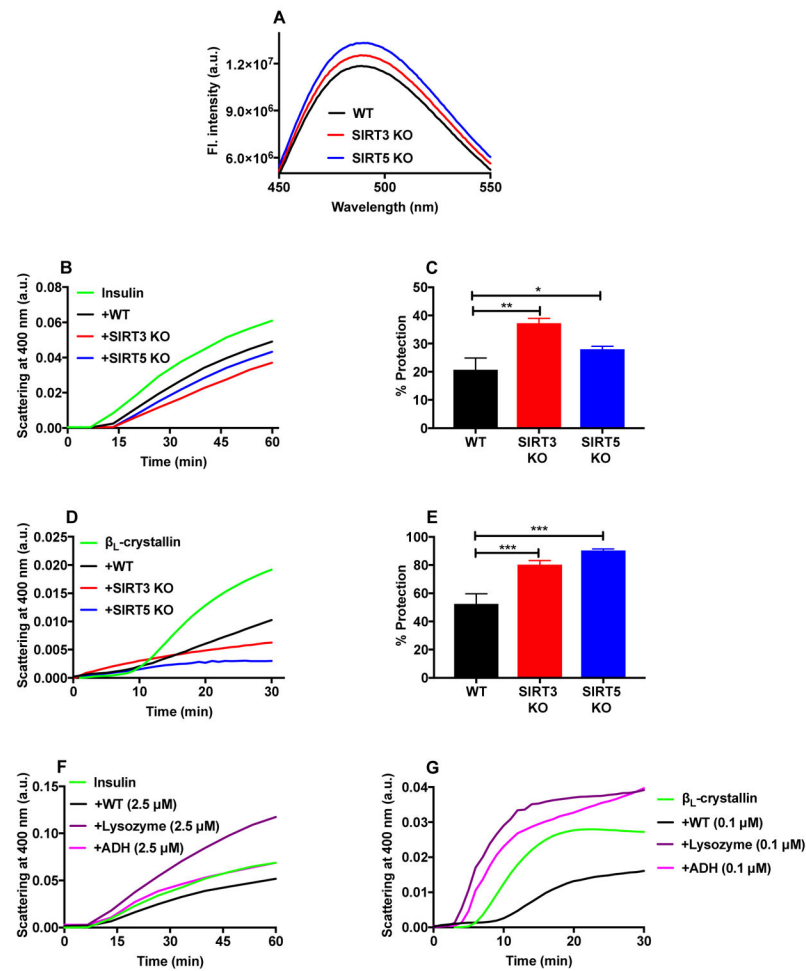 A
Fl. intensity (a.u.)
1.2×10⁷
9.0×10⁶
6.0×10⁶
WT
SIRT3 KO
SIRT5 KO
450 500 550
Wavelength (nm)
B
Scattering at 400 nm (a.u.)
0.08
0.06
0.04
0.02
0.00
Insulin
+WT
+SIRT3 KO
+SIRT5 KO
0 15 30 45 60
Time (min)
C
% Protection
50
40
30
20
10
0
*
**
WT SIRT3 KO SIRT5 KO
D
Scattering at 400 nm (a.u.)
0.025
0.020
0.015
0.010
0.005
0.000
βL-crystallin
+WT
+SIRT3 KO
+SIRT5 KO
0 10 20 30
Time (min)
E
% Protection
100
80
60
40
20
0
***
***
WT SIRT3 KO SIRT5 KO
F
Scattering at 400 nm (a.u.)
0.15
0.10
0.05
0.00
Insulin
+WT (2.5 µM)
+Lysozyme (2.5 µM)
+ADH (2.5 µM)
0 15 30 45 60
Time (min)
G
Scattering at 400 nm (a.u.)
0.04
0.03
0.02
0.01
0.00
βL-crystallin
+WT (0.1 µM)
+Lysozyme (0.1 µM)
+ADH (0.1 µM)
0 10 20 30
Time (min)